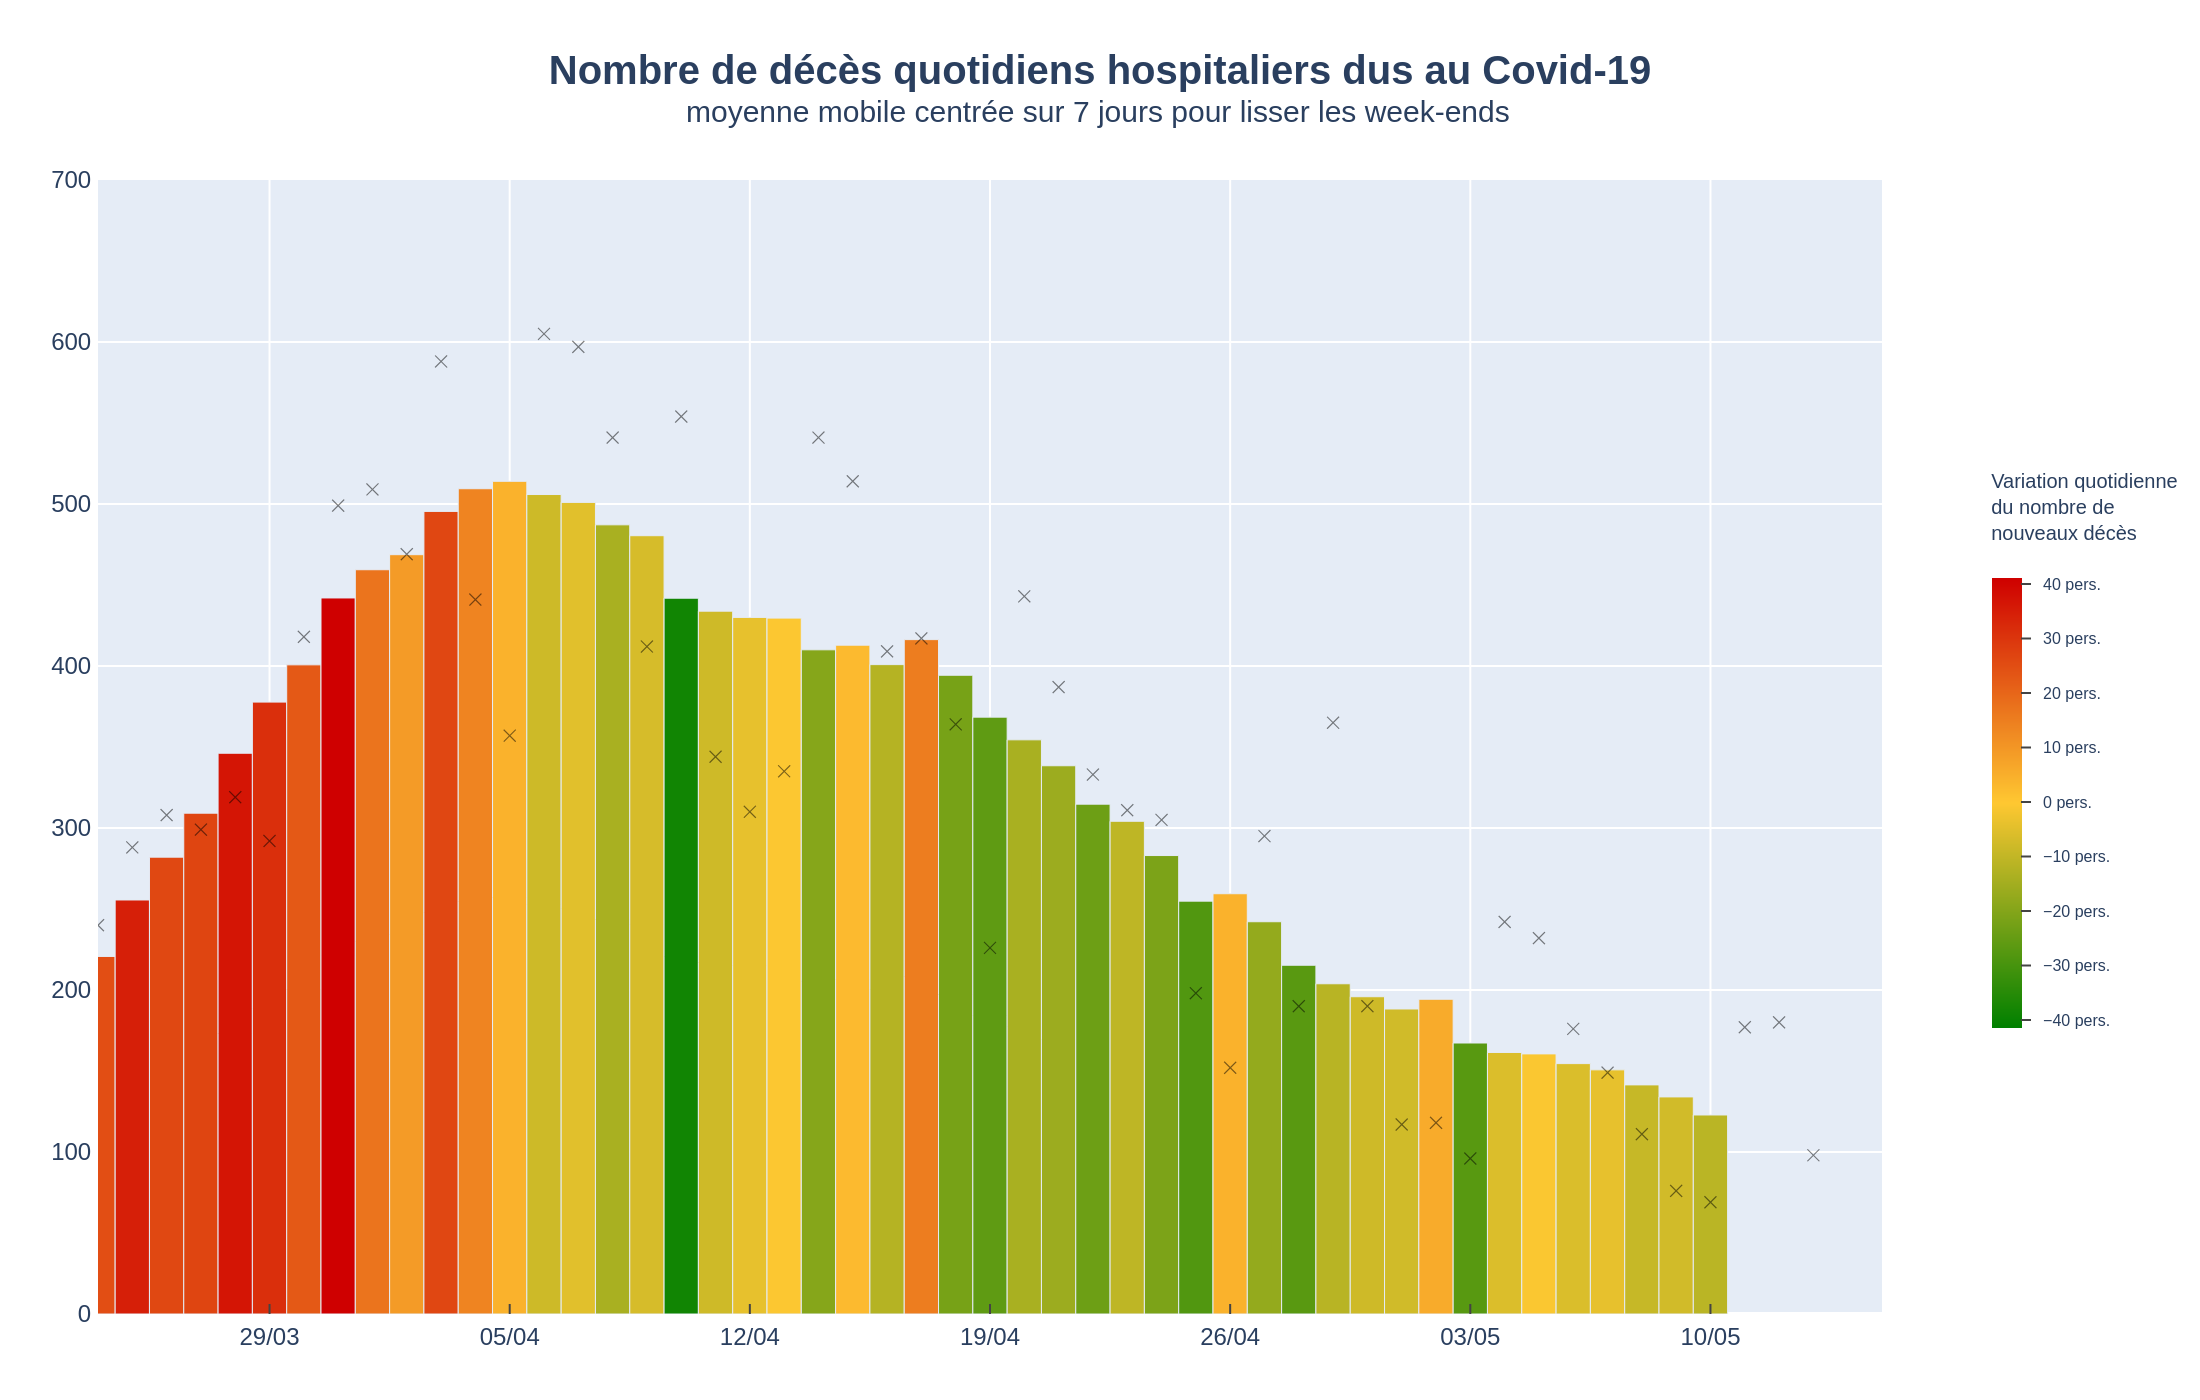 Nombre de décès quotidiens hospitaliers dus au Covid-19
moyenne mobile centrée sur 7 jours pour lisser les week-ends
700
600
500
400
300
200
100
0
29/03
05/04
12/04
19/04
26/04
03/05
10/05
Variation quotidienne
du nombre de
nouveaux décès
40 pers.
30 pers.
20 pers.
10 pers.
0 pers.
−10 pers.
−20 pers.
−30 pers.
−40 pers.